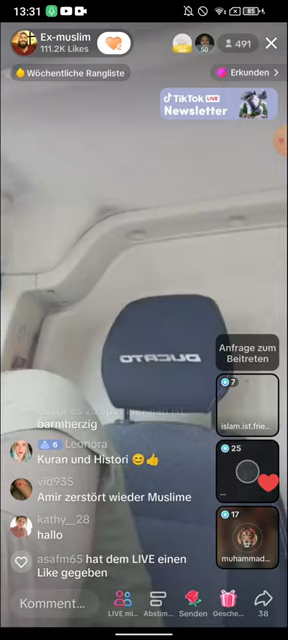 13:31
85
Ex-muslim
111.2K Likes
491
50
Wöchentliche Rangliste
Erkunden >
TikTok LIVE
Newsletter
DUCATO
Anfrage zum
Beitreten
7
islam.ist.frie...
barmherzig
6 Leonora
Kuran und Histori 😊👍
25
...
vid935
Amir zerstört wieder Muslime
kathy__28
hallo
17
muhammad...
asafm65 hat dem LIVE einen
Like gegeben
Komment...
LIVE mi...
Abstim...
Senden
Gesche...
38